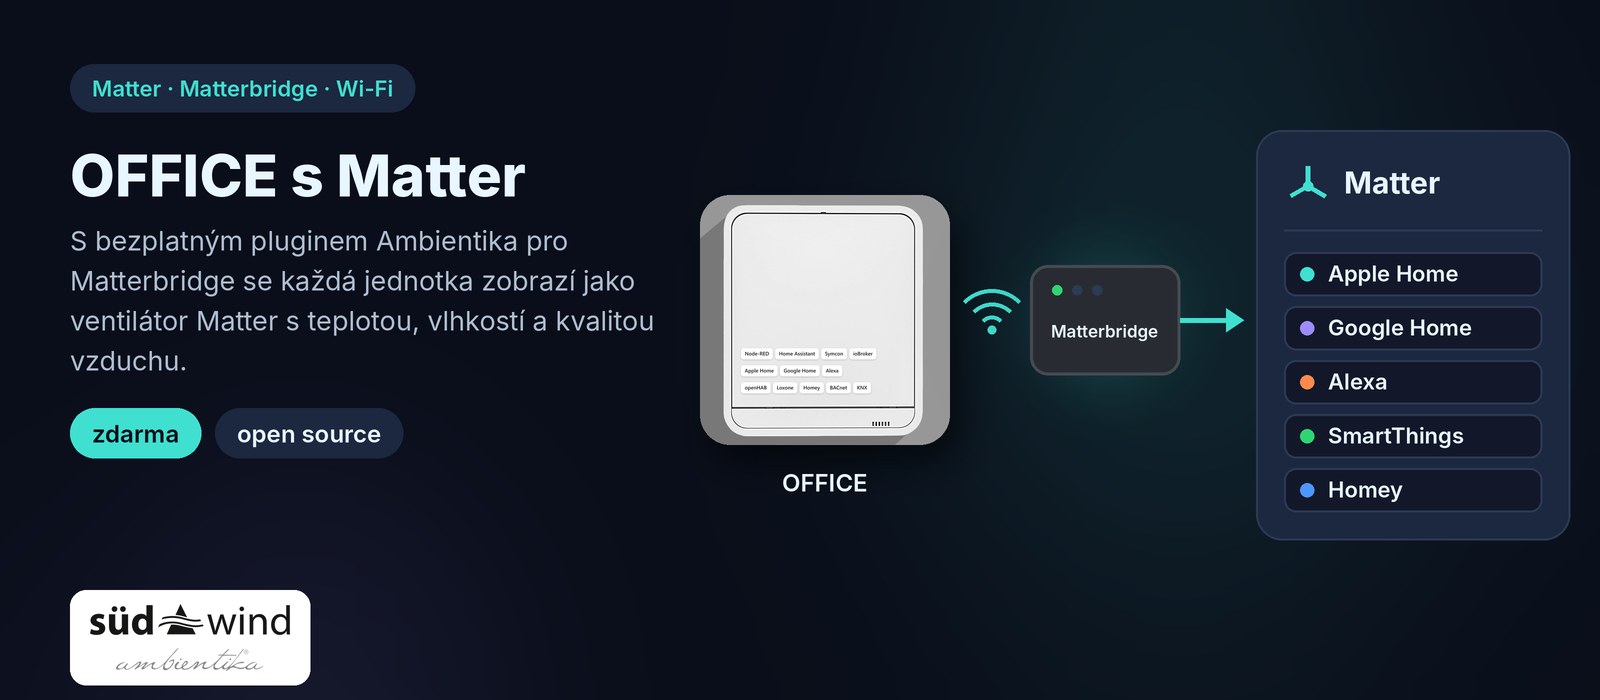 Matter · Matterbridge · Wi-Fi
OFFICE s Matter
S bezplatným pluginem Ambientika pro
Matterbridge se každá jednotka zobrazí jako
ventilátor Matter s teplotou, vlhkostí a kvalitou
vzduchu.
zdarma open source
Node-RED Home Assistant Symcon ioBroker
Apple Home Google Home Alexa
openHAB Loxone Homey BACnet KNX
OFFICE
Matterbridge
Matter
Apple Home
Google Home
Alexa
SmartThings
Homey
süd wind
ambientika®